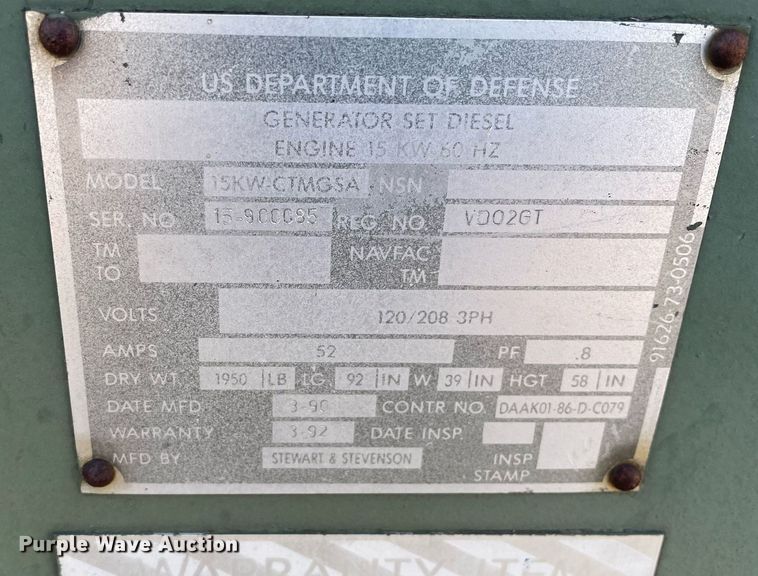 US DEPARTMENT OF DEFENSE
GENERATOR SET DIESEL
ENGINE 15 KW 60 HZ
MODEL 15KW-CTMGSA NSN
SER. NO. 15-900085 REG NO. VD02GT
TM
TO
NAVFAC
TM
VOLTS 120/208 3PH
AMPS 52 PF .8
DRY WT. 1950 LB LG 92 IN W 39 IN HGT 58 IN
DATE MFD. 3-90 CONTR NO. DAAK01-86-D-C079
WARRANTY 3-92 DATE INSP.
MFD BY STEWART & STEVENSON INSP
STAMP
91626-73-0506
WARRANTY ITEM
Purple Wave Auction